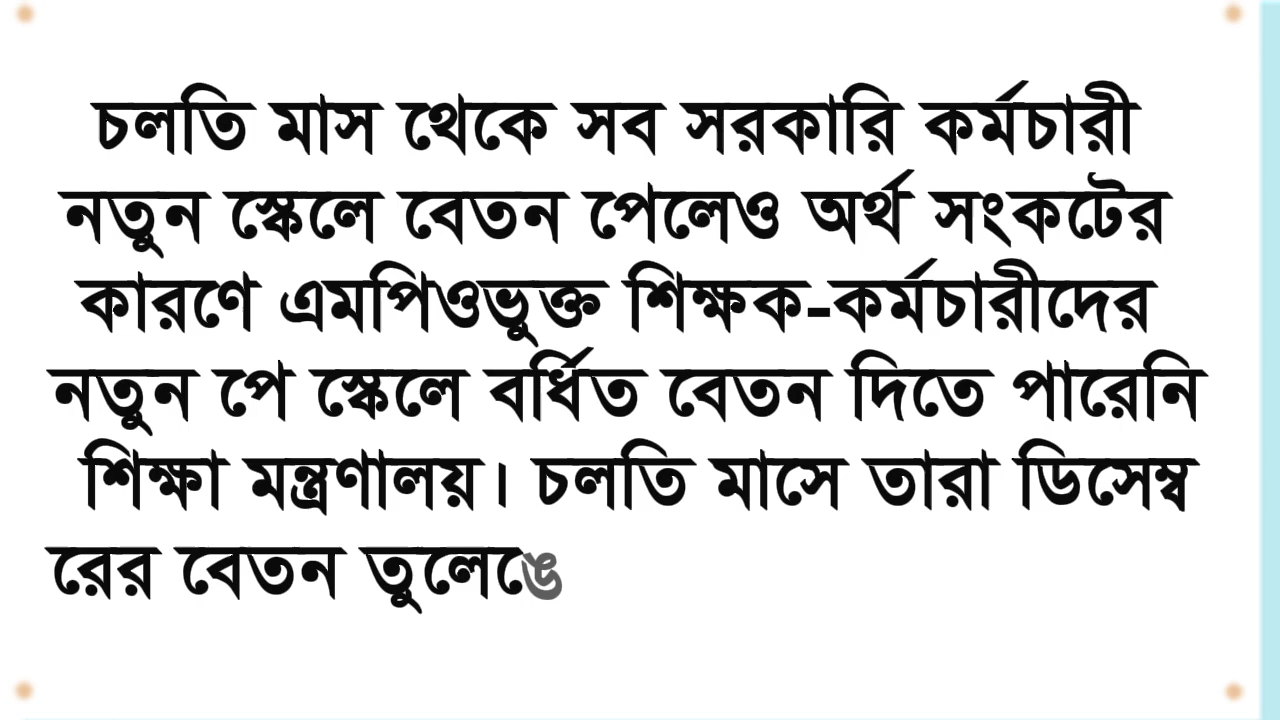 চলতি মাস থেকে সব সরকারি কর্মচারী
নতুন স্কেলে বেতন পেলেও অর্থ সংকটের
কারণে এমপিওভুক্ত শিক্ষক-কর্মচারীদের
নতুন পে স্কেলে বর্ধিত বেতন দিতে পারেনি
শিক্ষা মন্ত্রণালয়। চলতি মাসে তারা ডিসেম্ব
রের বেতন